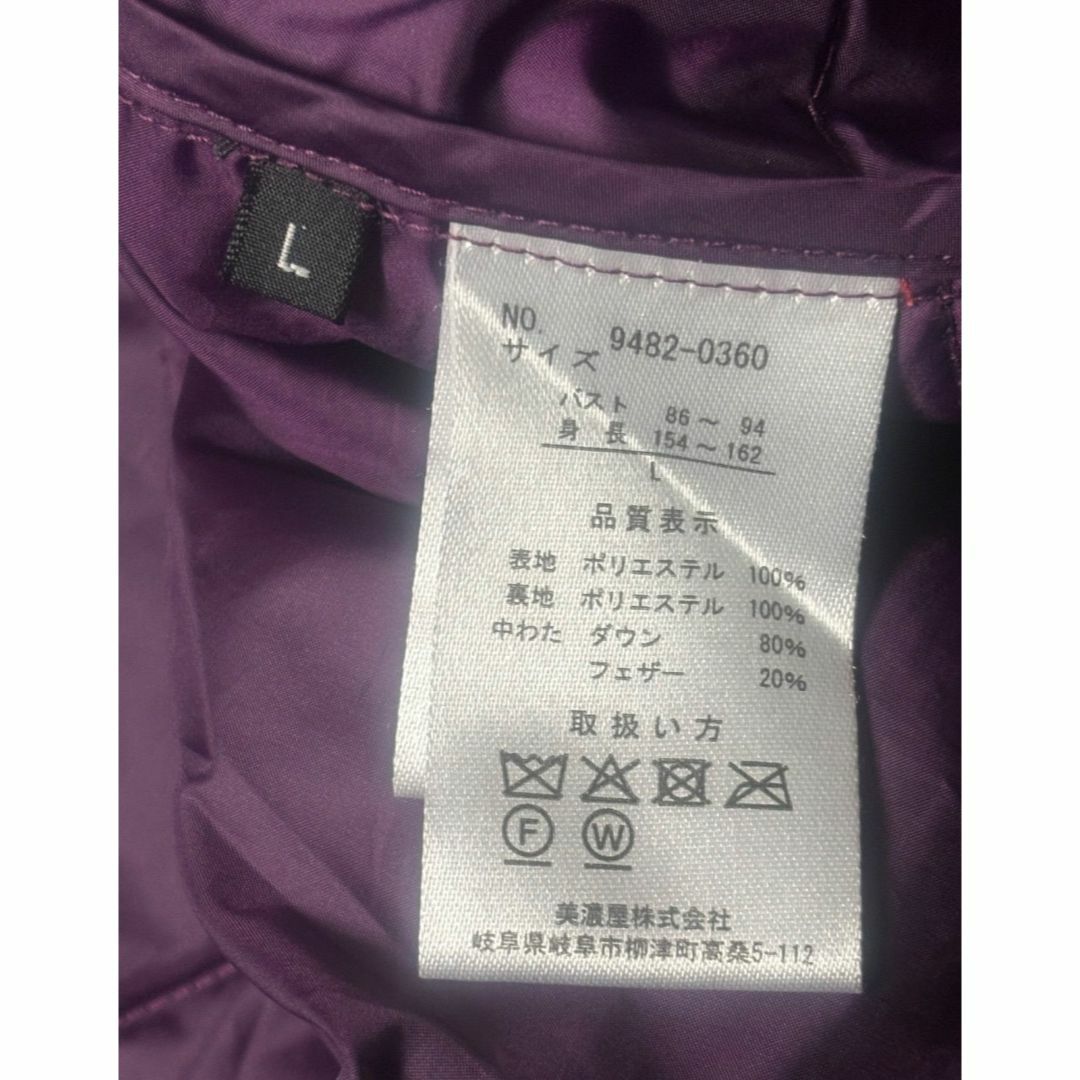 L
NO. 9482-0360
サイズ
バスト 86～ 94
身 長 154～162
L
品質表示
表地 ポリエステル 100%
裏地 ポリエステル 100%
中わた ダウン 80%
フェザー 20%
取扱い方
F W
美濃屋株式会社
岐阜県岐阜市柳津町高桑5-112